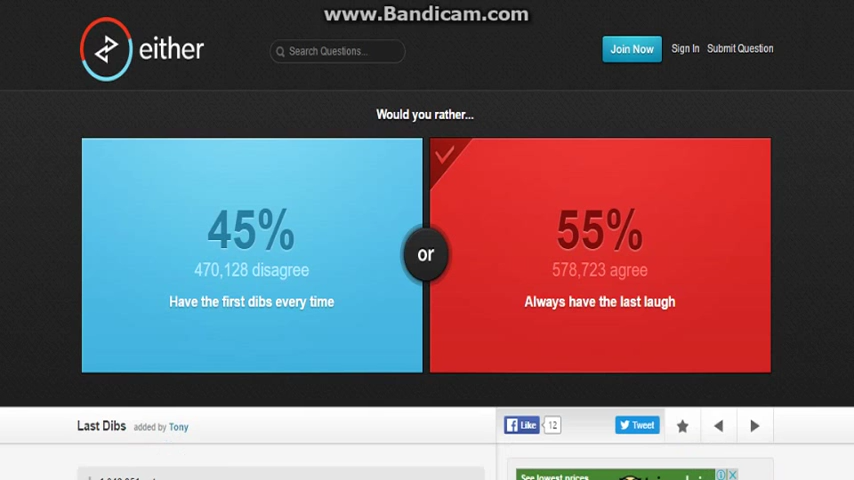 www.Bandicam.com
either
Search Questions...
Join Now
Sign In
Submit Question
Would you rather...
45%
470,128 disagree
Have the first dibs every time
or
55%
578,723 agree
Always have the last laugh
Last Dibs added by Tony
Like
12
Tweet
See lowest prices